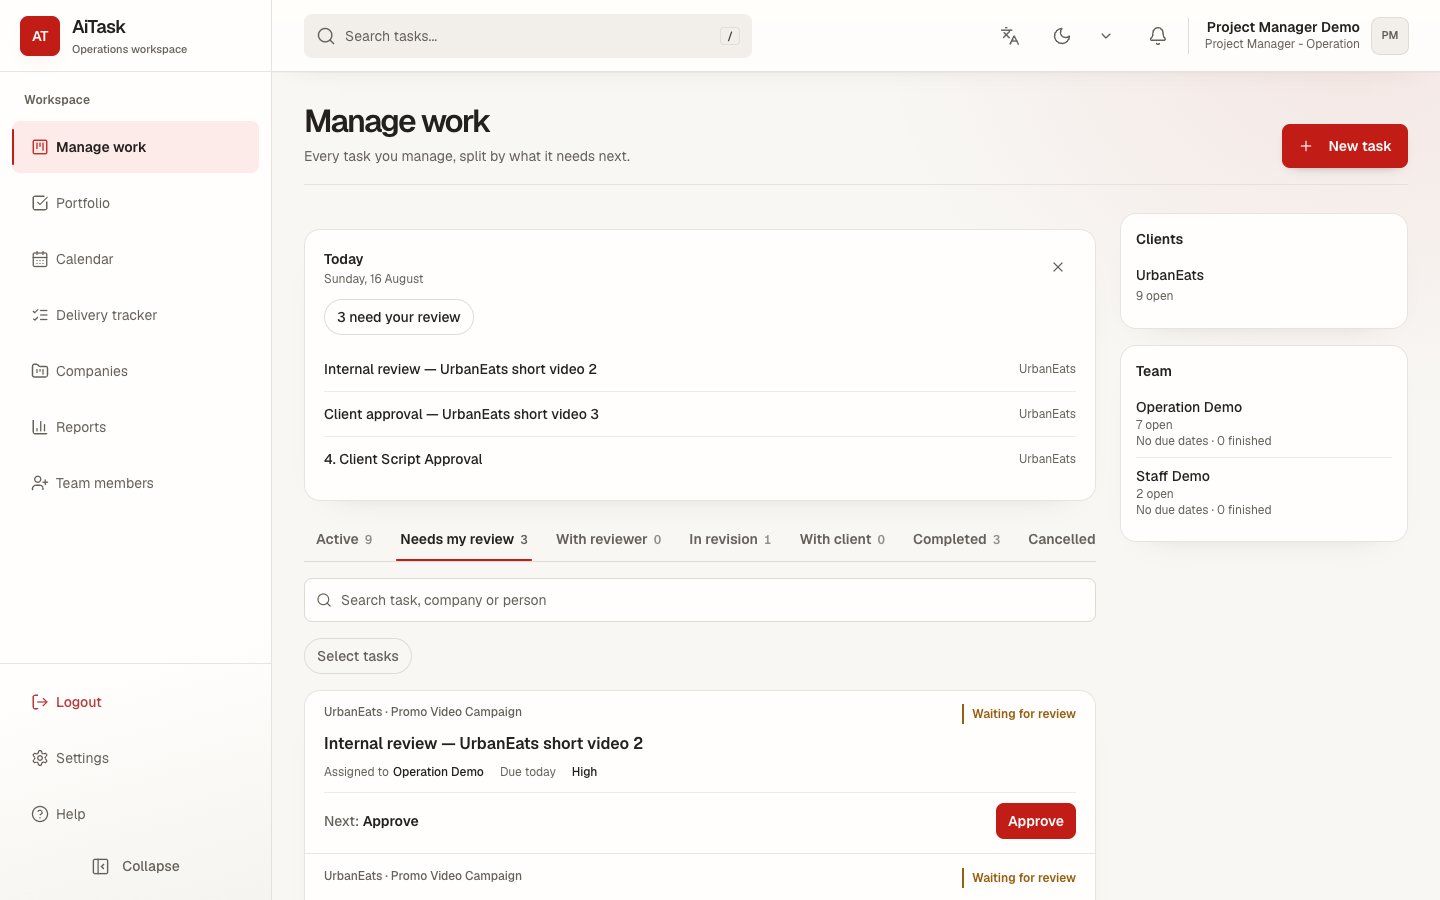 AT
AiTask
Operations workspace
Search tasks...
/
Project Manager Demo
Project Manager - Operation
PM
Workspace
Manage work
Portfolio
Calendar
Delivery tracker
Companies
Reports
Team members
Logout
Settings
Help
Collapse
Manage work
Every task you manage, split by what it needs next.
New task
Today
Sunday, 16 August
3 need your review
Internal review — UrbanEats short video 2
UrbanEats
Client approval — UrbanEats short video 3
UrbanEats
4. Client Script Approval
UrbanEats
Active 9
Needs my review 3
With reviewer 0
In revision 1
With client 0
Completed 3
Cancelled
Search task, company or person
Select tasks
UrbanEats · Promo Video Campaign
Waiting for review
Internal review — UrbanEats short video 2
Assigned to Operation Demo
Due today
High
Next: Approve
Approve
UrbanEats · Promo Video Campaign
Waiting for review
Clients
UrbanEats
9 open
Team
Operation Demo
7 open
No due dates · 0 finished
Staff Demo
2 open
No due dates · 0 finished